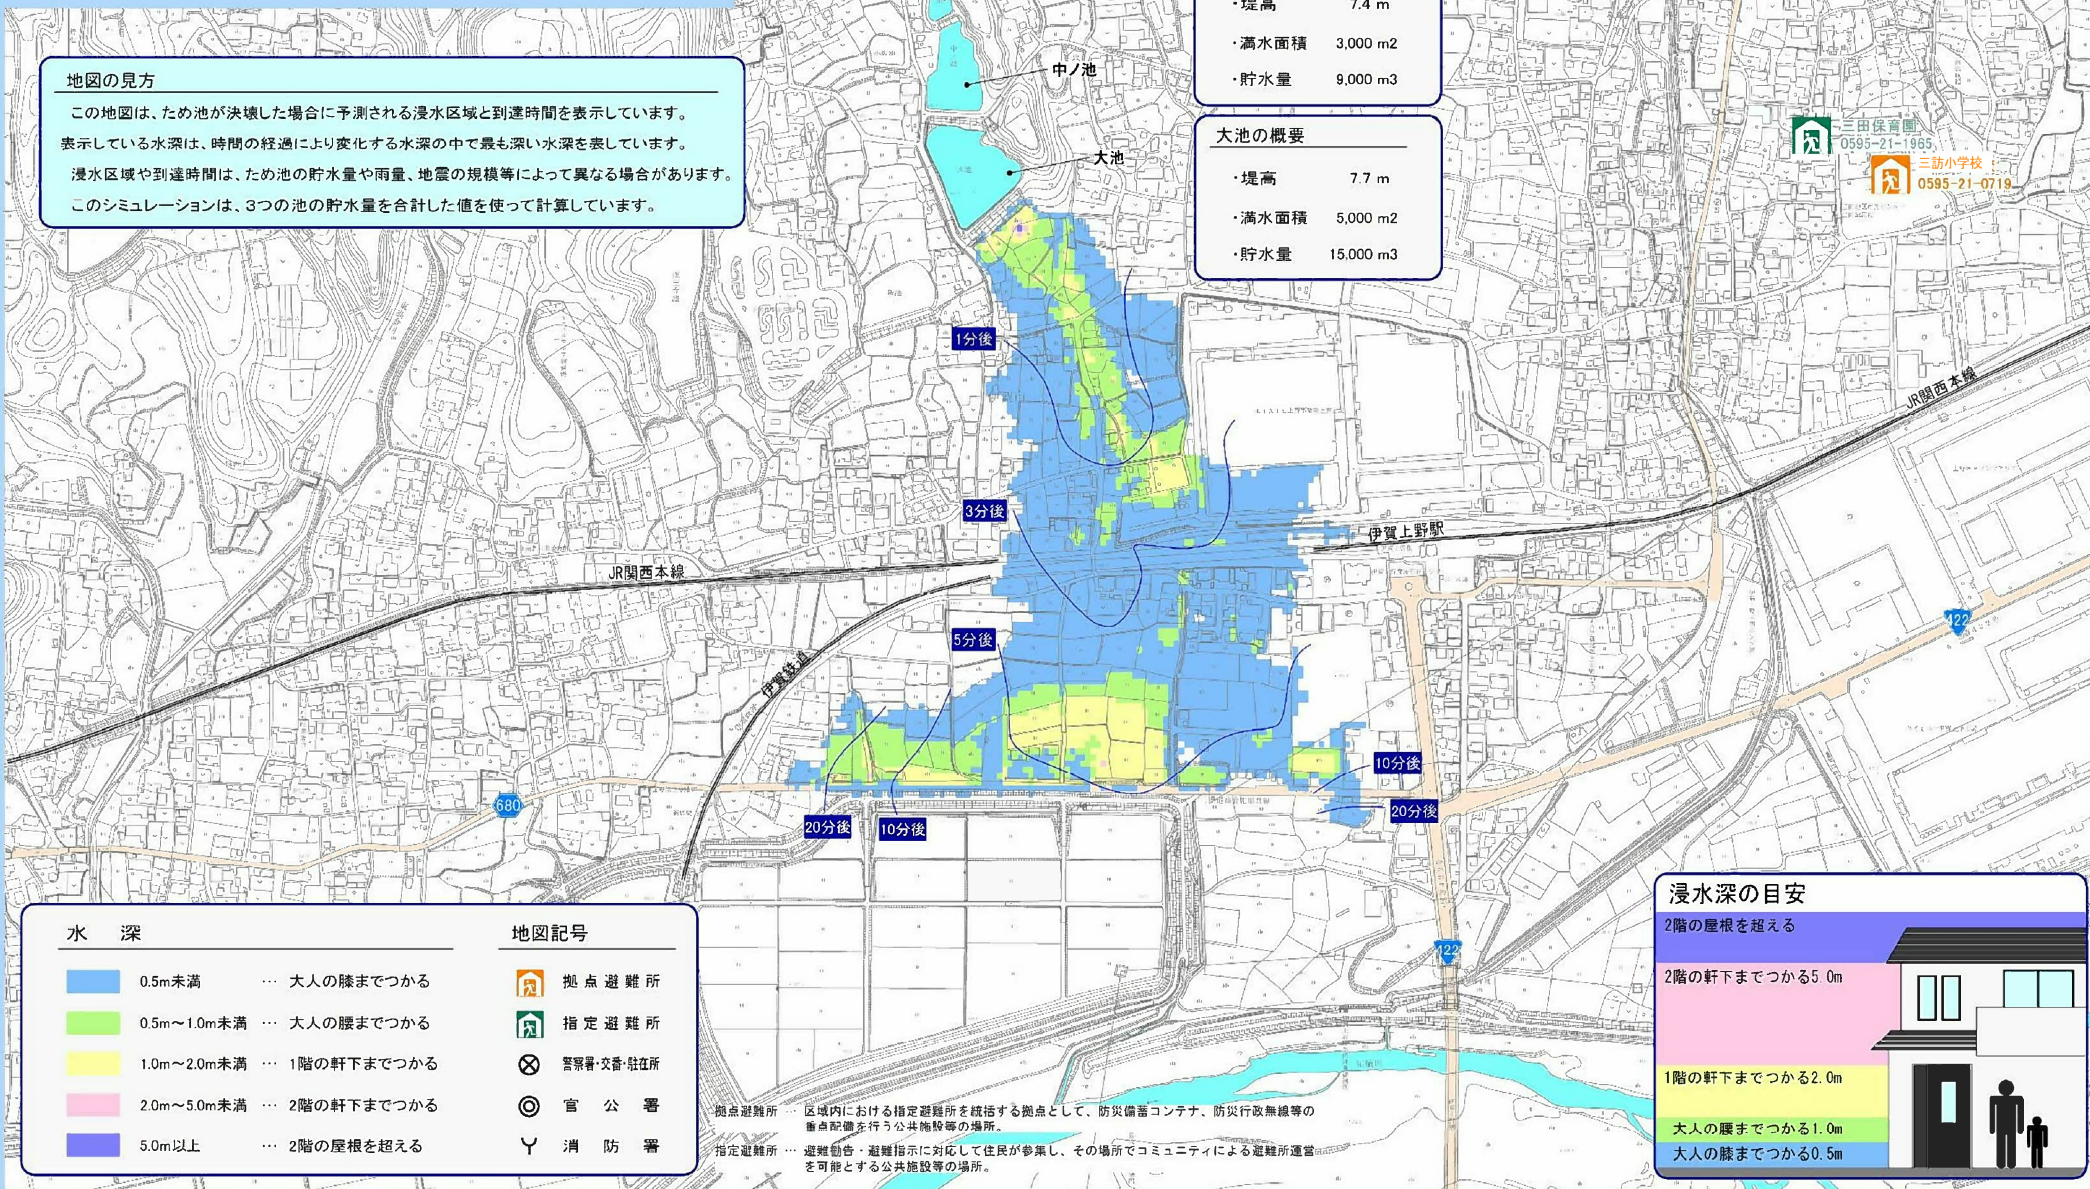 ・堤高 7.4 m
・満水面積 3,000 m2
・貯水量 9,000 m3
地図の見方
この地図は、ため池が決壊した場合に予測される浸水区域と到達時間を表示しています。
表示している水深は、時間の経過により変化する水深の中で最も深い水深を表しています。
浸水区域や到達時間は、ため池の貯水量や雨量、地震の規模等によって異なる場合があります。
このシミュレーションは、3つの池の貯水量を合計した値を使って計算しています。
中ノ池
大池
大池の概要
・堤高 7.7 m
・満水面積 5,000 m2
・貯水量 15,000 m3
三田保育園
0595-21-1965
三訪小学校
0595-21-0719
1分後
3分後
5分後
JR関西本線
伊賀上野駅
JR関西本線
伊賀鉄道
422
10分後
20分後
680
20分後
10分後
422
水 深
0.5m未満 … 大人の膝までつかる
0.5m～1.0m未満 … 大人の腰までつかる
1.0m～2.0m未満 … 1階の軒下までつかる
2.0m～5.0m未満 … 2階の軒下までつかる
5.0m以上 … 2階の屋根を超える
地図記号
拠点避難所
指定避難所
警察署・交番・駐在所
官公署
消防署
拠点避難所 … 区域内における指定避難所を統括する拠点として、防災備蓄コンテナ、防災行政無線等の
重点配備を行う公共施設等の場所。
指定避難所 … 避難勧告・避難指示に対応して住民が参集し、その場所でコミュニティによる避難所運営
を可能とする公共施設等の場所。
浸水深の目安
2階の屋根を超える
2階の軒下までつかる5.0m
1階の軒下までつかる2.0m
大人の腰までつかる1.0m
大人の膝までつかる0.5m